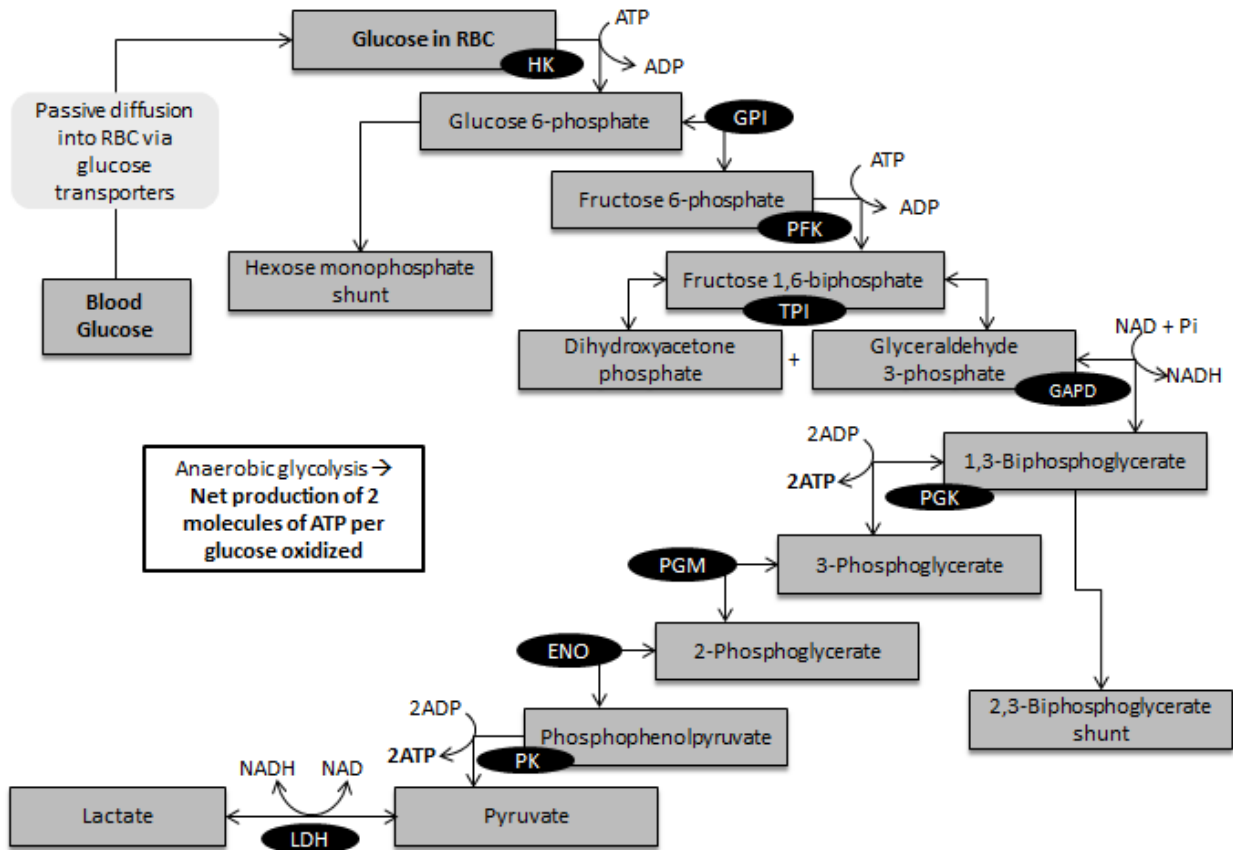 Glucose in RBC
HK
ATP
ADP
Passive diffusion
into RBC via
glucose
transporters
Glucose 6-phosphate
GPI
Fructose 6-phosphate
PFK
ATP
ADP
Hexose monophosphate
shunt
Blood
Glucose
Fructose 1,6-biphosphate
TPI
Dihydroxyacetone
phosphate
+
Glyceraldehyde
3-phosphate
GAPD
NAD + Pi
NADH
2ADP
2ATP
1,3-Biphosphoglycerate
PGK
Anaerobic glycolysis →
Net production of 2
molecules of ATP per
glucose oxidized
PGM
3-Phosphoglycerate
ENO
2-Phosphoglycerate
2,3-Biphosphoglycerate
shunt
2ADP
2ATP
Phosphophenolpyruvate
PK
NADH
NAD
Lactate
LDH
Pyruvate